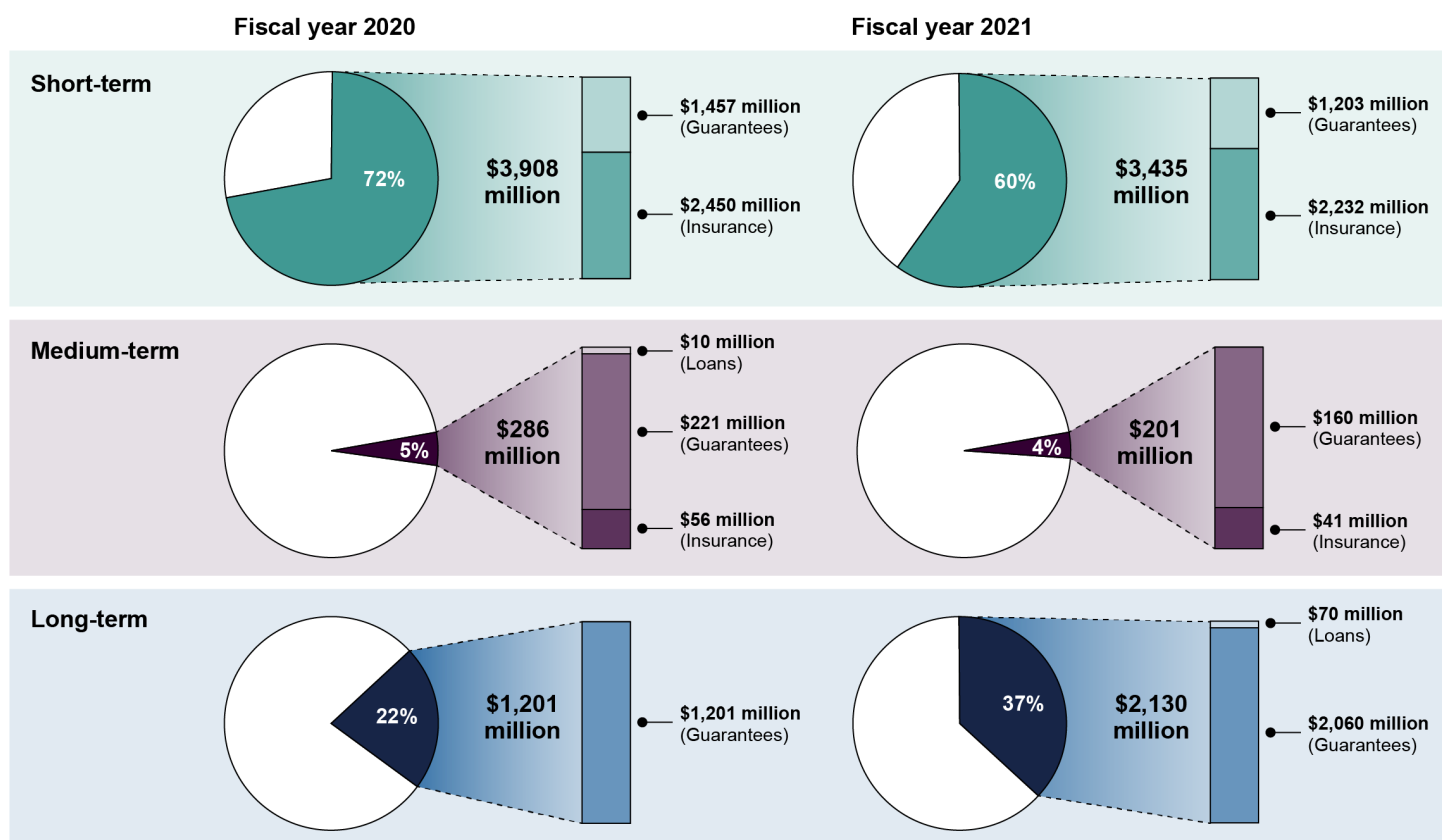 Fiscal year 2020
Fiscal year 2021
Short-term
72%
$3,908
million
$1,457 million
(Guarantees)
$2,450 million
(Insurance)
60%
$3,435
million
$1,203 million
(Guarantees)
$2,232 million
(Insurance)
Medium-term
5%
$286
million
$10 million
(Loans)
$221 million
(Guarantees)
$56 million
(Insurance)
4%
$201
million
$160 million
(Guarantees)
$41 million
(Insurance)
Long-term
22%
$1,201
million
$1,201 million
(Guarantees)
37%
$2,130
million
$70 million
(Loans)
$2,060 million
(Guarantees)